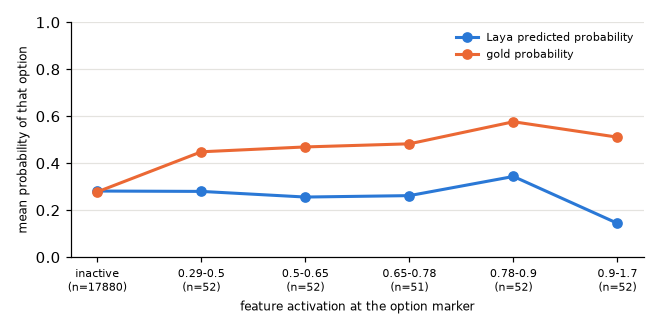 mean probability of that option
1.0
0.8
0.6
0.4
0.2
0.0
Laya predicted probability
gold probability
inactive
(n=17880)
0.29-0.5
(n=52)
0.5-0.65
(n=52)
0.65-0.78
(n=51)
0.78-0.9
(n=52)
0.9-1.7
(n=52)
feature activation at the option marker